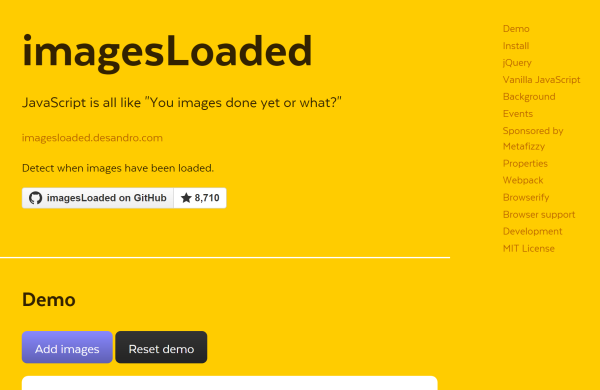 imagesLoaded
JavaScript is all like "You images done yet or what?"
imagesloaded.desandro.com
Detect when images have been loaded.
imagesLoaded on GitHub
8,710
Demo
Add images
Reset demo
Demo
Install
jQuery
Vanilla JavaScript
Background
Events
Sponsored by
Metafizzy
Properties
Webpack
Browserify
Browser support
Development
MIT License